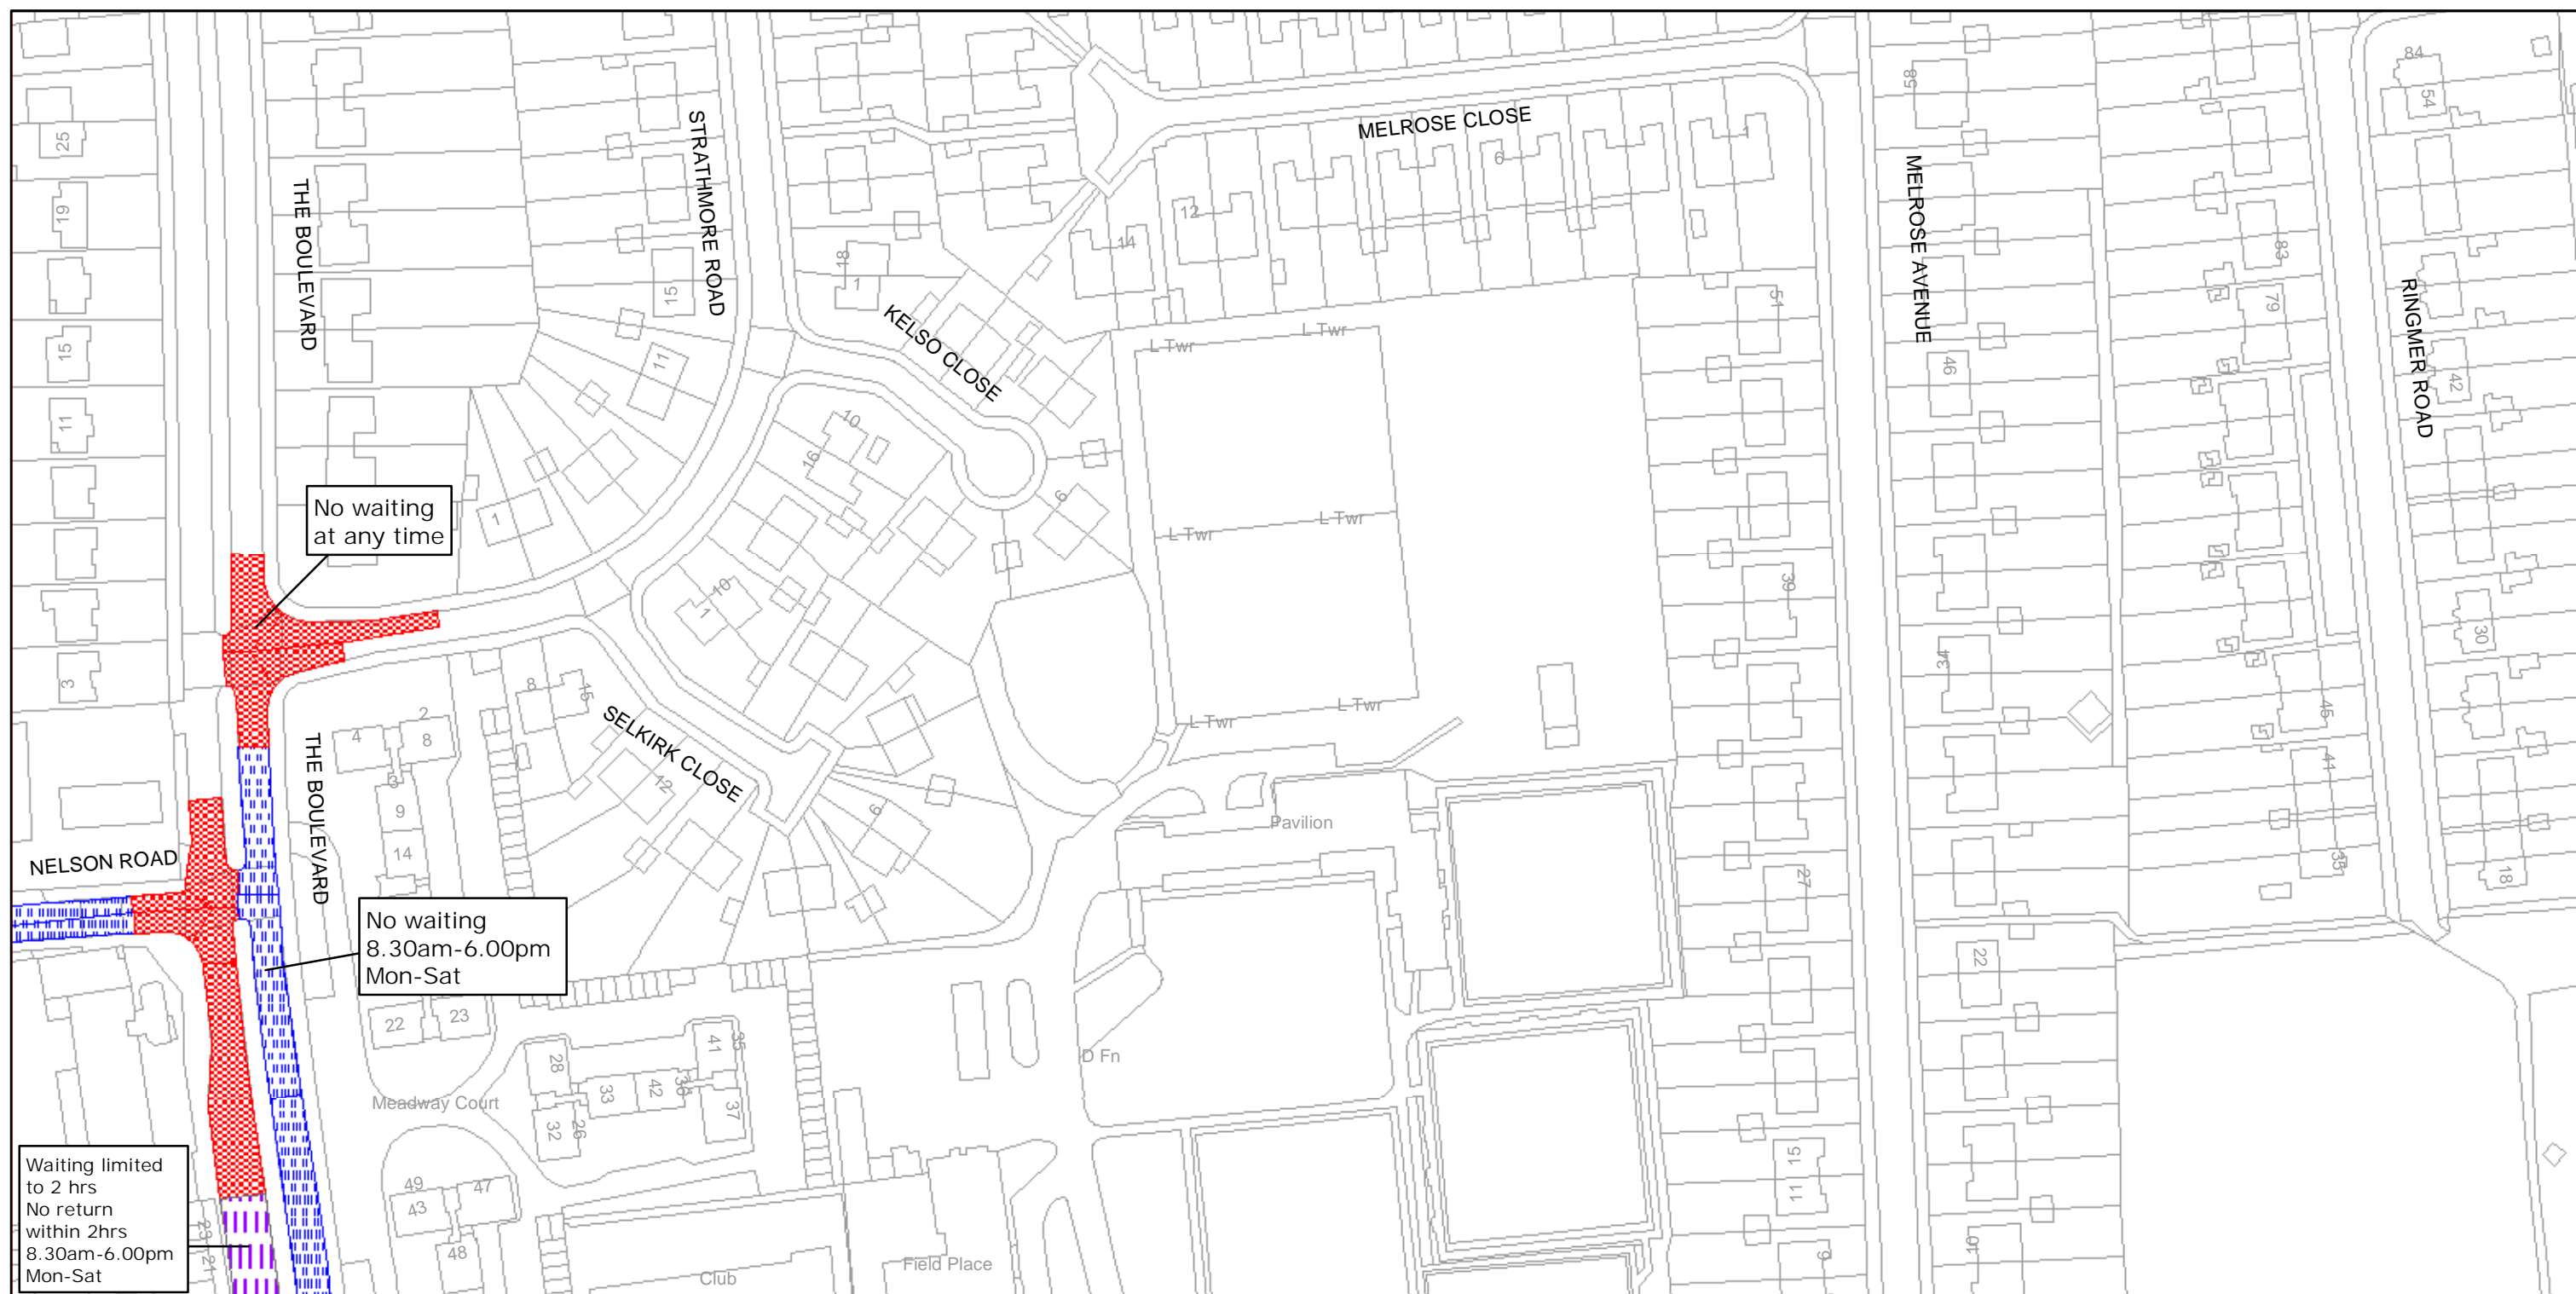 84
54
58
25
STRATHMORE ROAD
MELROSE CLOSE
1
6
THE BOULEVARD
MELROSE AVENUE
19
12
14
18
1
83
15
KELSO CLOSE
51
79
RINGMER ROAD
L Twr
L Twr
15
11
46
42
11
10
16
1
6
No waiting
at any time
L Twr
L Twr
39
10
1
30
34
3
8
15
L Twr
L Twr
45
SELKIRK CLOSE
2
4
8
THE BOULEVARD
3
12
9
6
14
Pavilion
41
NELSON ROAD
35
27
18
No waiting
8.30am-6.00pm
Mon-Sat
22
22
23
28
41
35
D Fn
33
42
37
Meadway Court
32
26
Waiting limited
to 2 hrs
No return
within 2hrs
8.30am-6.00pm
Mon-Sat
15
11
49
43
47
23
21
48
Club
Field Place
9
10